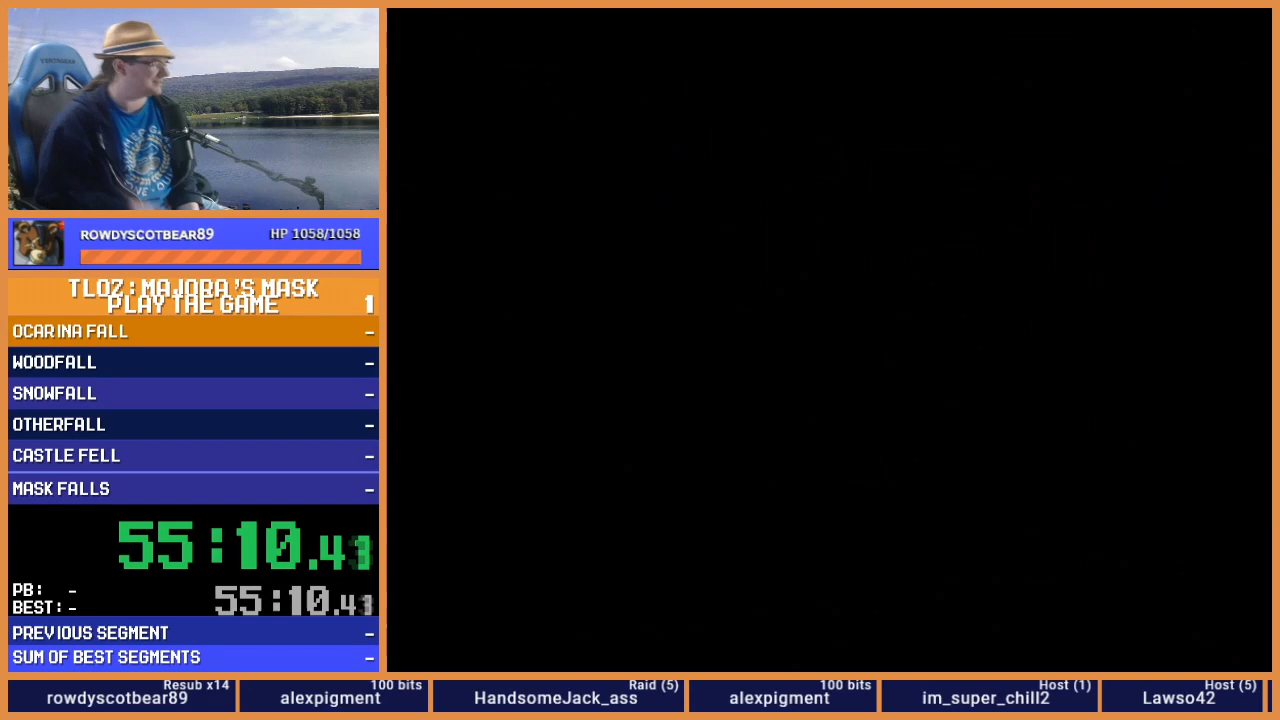 ROWDYSCOTBEAR89 HP 1058/1058
TLOZ: MAJORA'S MASK
PLAY THE GAME 1
OCARINA FALL -
WOODFALL -
SNOWFALL -
OTHERFALL -
CASTLE FELL -
MASK FALLS -
55:10.43
PB: -
BEST: - 55:10.43
PREVIOUS SEGMENT -
SUM OF BEST SEGMENTS -
Resub x14 100 bits Raid (5) 100 bits Host (1) Host (5)
rowdyscotbear89 alexpigment HandsomeJack_ass alexpigment im_super_chill2 Lawso42